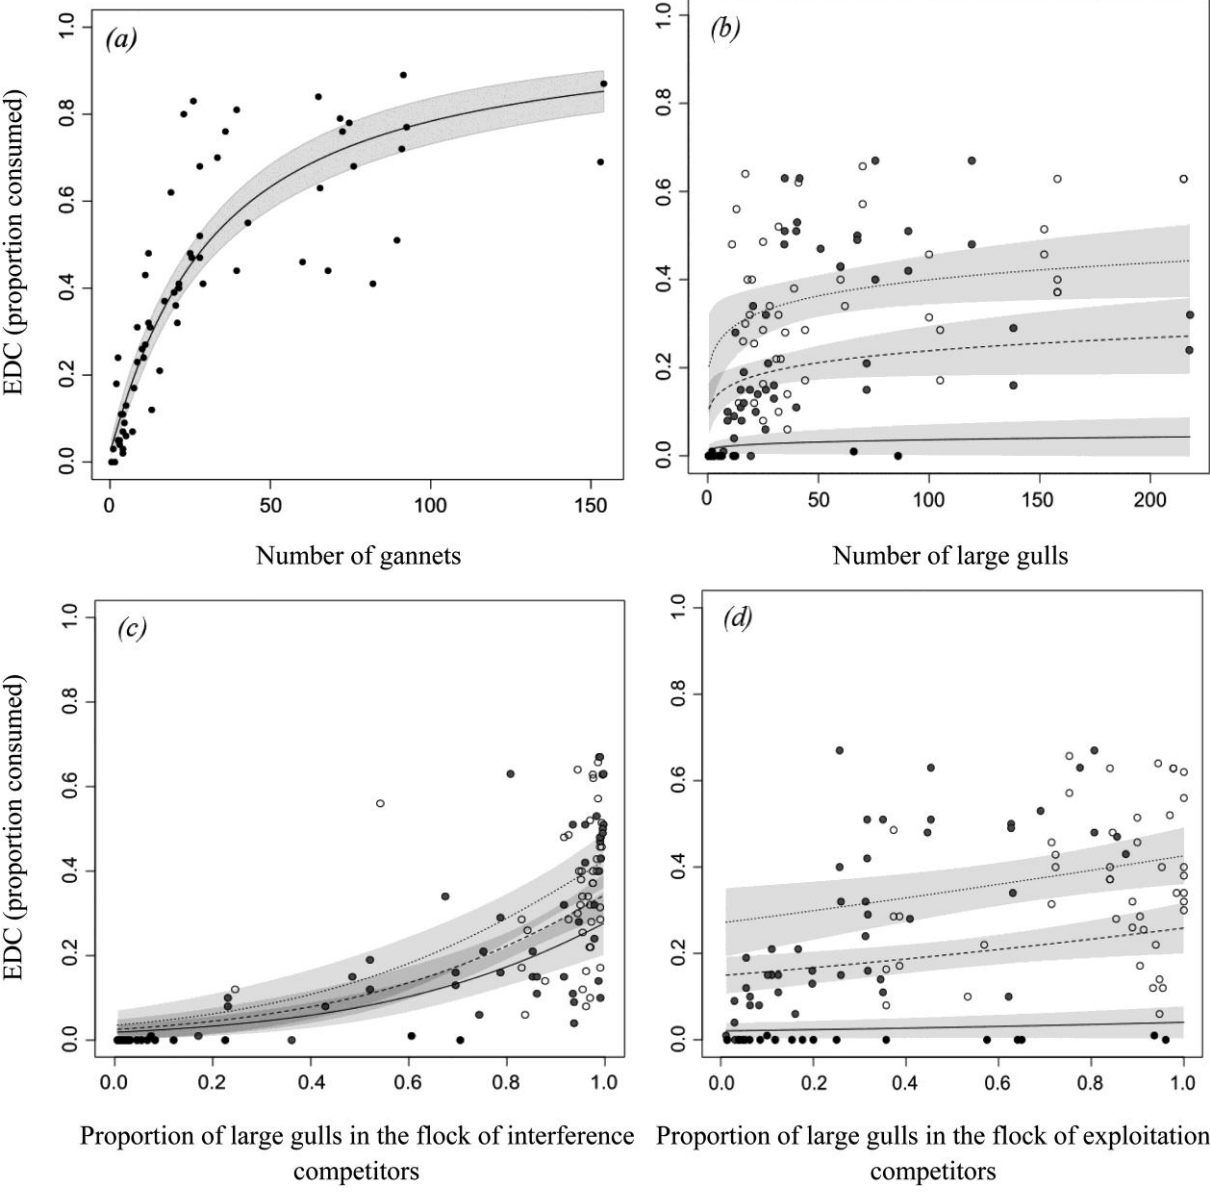 (a)
EDC (proportion consumed)
1.0
0.8
0.6
0.4
0.2
0.0
0 50 100 150
Number of gannets
(b)
1.0
0.8
0.6
0.4
0.2
0.0
0 50 100 150 200
Number of large gulls
(c)
EDC (proportion consumed)
1.0
0.8
0.6
0.4
0.2
0.0
0.0 0.2 0.4 0.6 0.8 1.0
Proportion of large gulls in the flock of interference
competitors
(d)
1.0
0.8
0.6
0.4
0.2
0.0
0.0 0.2 0.4 0.6 0.8 1.0
Proportion of large gulls in the flock of exploitation
competitors